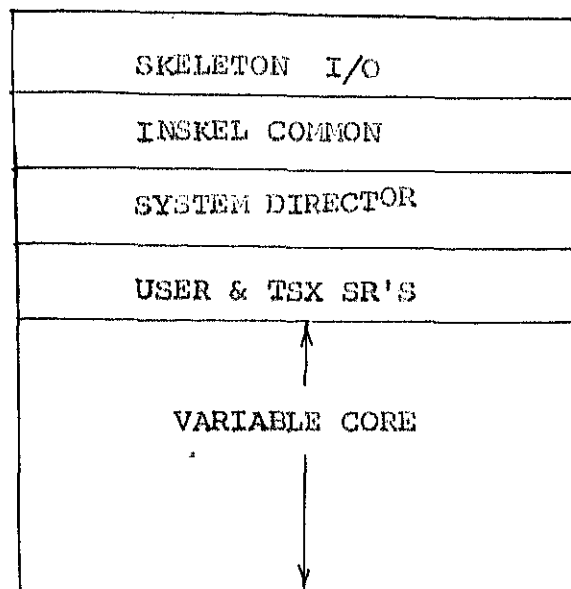 SKELETON I/O
INSKEL COMMON
SYSTEM DIRECTOR
USER & TSX SR'S
VARIABLE CORE